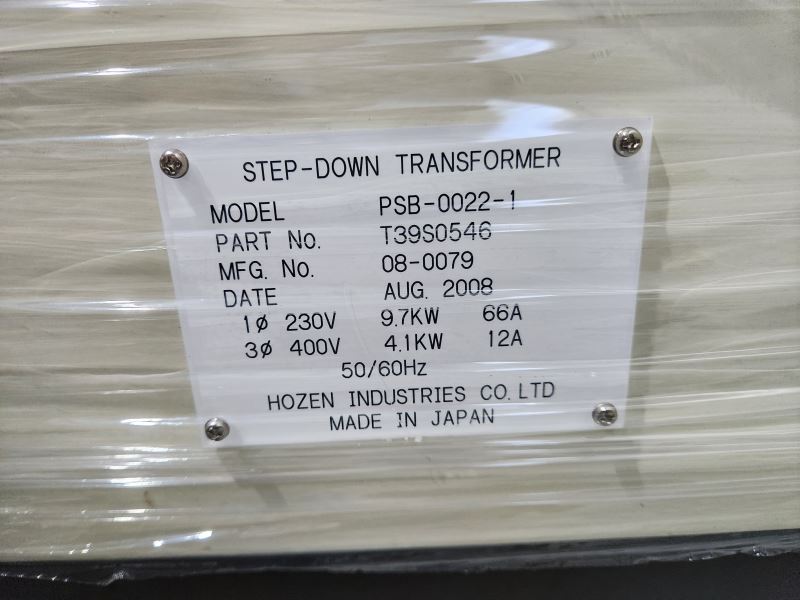 STEP-DOWN TRANSFORMER
MODEL PSB-0022-1
PART No. T39S0546
MFG. No. 08-0079
DATE AUG. 2008
1ø 230V 9.7KW 66A
3ø 400V 4.1KW 12A
50/60Hz
HOZEN INDUSTRIES CO. LTD
MADE IN JAPAN